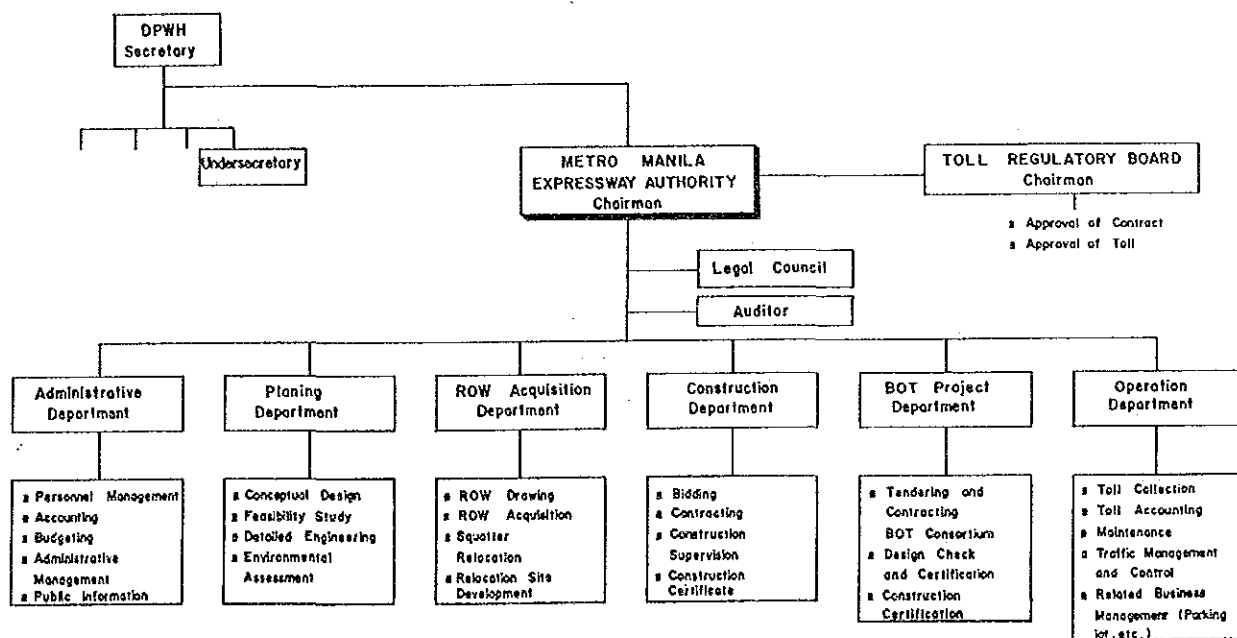 DPWH
Secretary
Undersecretary
METRO MANILA
EXPRESSWAY AUTHORITY
Chairman
TOLL REGULATORY BOARD
Chairman
Approval of Contract
Approval of Toll
Legal Council
Auditor
Administrative
Department
Planing
Department
ROW Acquisition
Department
Construction
Department
BOT Project
Department
Operation
Department
Personnel Management
Accounting
Budgeting
Administrative
Management
Public Information
Conceptual Design
Feasibility Study
Detailed Engineering
Environmental
Assessment
ROW Drawing
ROW Acquisition
Squatter
Relocation
Relocation Site
Development
Bidding
Contracting
Construction
Supervision
Construction
Certificate
Tendering and
Contracting
BOT Consortium
Design Check
and Certification
Construction
Certification
Toll Collection
Toll Accounting
Maintenance
Traffic Management
and Control
Related Business
Management (Parking
lot, etc.)